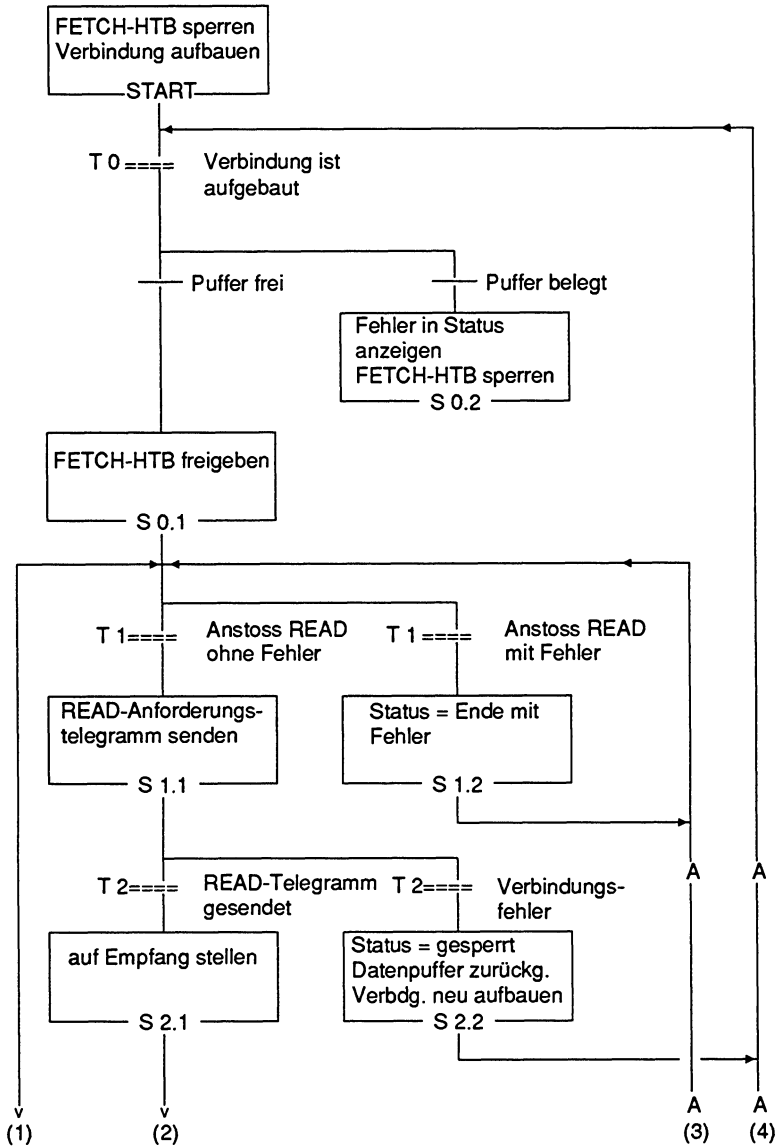 FETCH-HTB sperren
Verbindung aufbauen
START
T 0 ==== Verbindung ist
aufgebaut
Puffer frei
Puffer belegt
Fehler in Status
anzeigen
FETCH-HTB sperren
S 0.2
FETCH-HTB freigeben
S 0.1
T 1==== Anstoss READ
ohne Fehler
T 1 ==== Anstoss READ
mit Fehler
READ-Anforderungs-
telegramm senden
S 1.1
Status = Ende mit
Fehler
S 1.2
A A
T 2==== READ-Telegramm
gesendet
T 2==== Verbindungs-
fehler
auf Empfang stellen
S 2.1
Status = gesperrt
Datenpuffer zurückg.
Verbdg. neu aufbauen
S 2.2
v v A A
(1) (2) (3) (4)